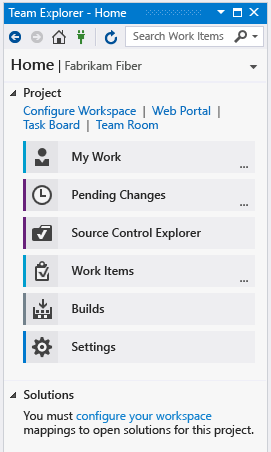 Team Explorer - Home
Search Work Items
Home | Fabrikam Fiber
Project
Configure Workspace | Web Portal |
Task Board | Team Room
My Work
...
Pending Changes
...
Source Control Explorer
Work Items
...
Builds
Settings
Solutions
You must configure your workspace
mappings to open solutions for this project.